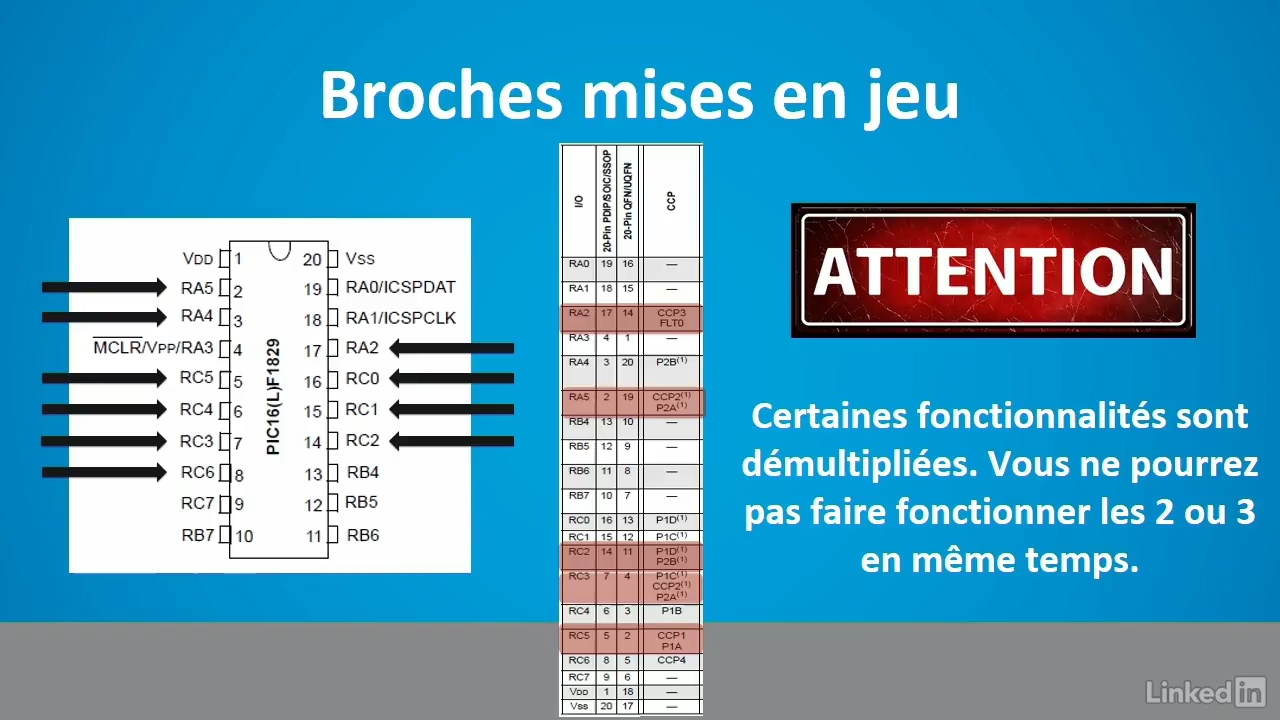 Broches mises en jeu
VDD 1 20 VSS
RA5 2 19 RA0/ICSPDAT
RA4 3 18 RA1/ICSPCLK
MCLR/VPP/RA3 4 17 RA2
RC5 5 16 RC0
RC4 6 15 RC1
RC3 7 14 RC2
RC6 8 13 RB4
RC7 9 12 RB5
RB7 10 11 RB6
PIC16(L)F1829
I/O 20-Pin PDIP/SOIC/SSOP 20-Pin QFN/UQFN CCP
RA0 19 16 —
RA1 18 15 —
RA2 17 14 CCP3
FLT0
RA3 4 1 —
RA4 3 20 P2B(1)
RA5 2 19 CCP2(1)
P2A(1)
RB4 13 10 —
RB5 12 9 —
RB6 11 8 —
RB7 10 7 —
RC0 16 13 P1D(1)
RC1 15 12 P1C(1)
RC2 14 11 P1D(1)
P2B(1)
RC3 7 4 P1C(1)
CCP2(1)
P2A(1)
RC4 6 3 P1B
RC5 5 2 CCP1
P1A
RC6 8 5 CCP4
RC7 9 6 —
VDD 1 18 —
Vss 20 17 —
ATTENTION
Certaines fonctionnalités sont
démultipliées. Vous ne pourrez
pas faire fonctionner les 2 ou 3
en même temps.
Linked in